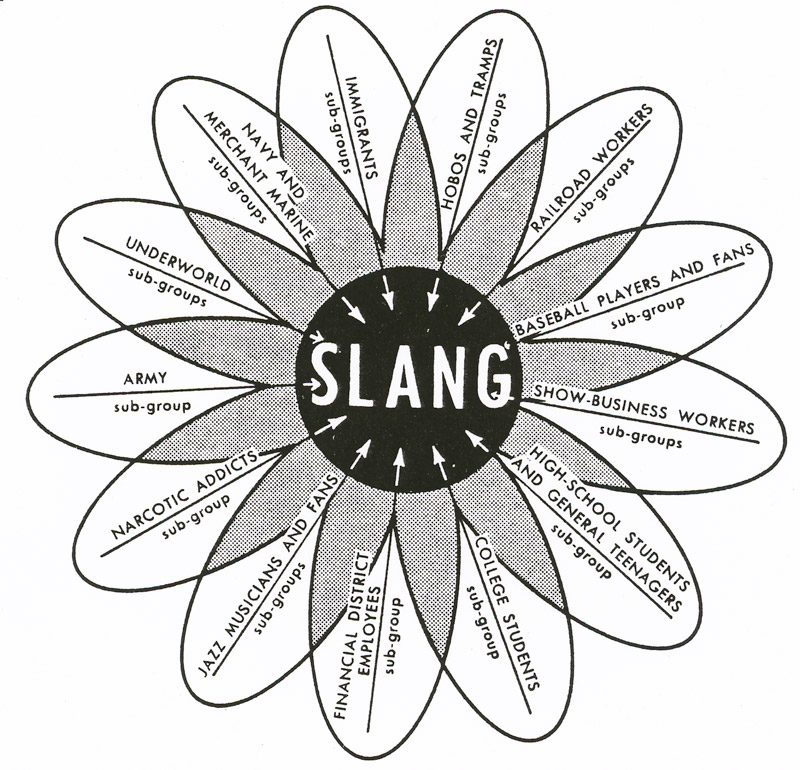 SLANG
IMMIGRANTS
sub-groups
HOBOS AND TRAMPS
sub-groups
RAILROAD WORKERS
sub-groups
BASEBALL PLAYERS AND FANS
sub-group
SHOW-BUSINESS WORKERS
sub-groups
HIGH-SCHOOL STUDENTS
AND GENERAL TEENAGERS
sub-group
COLLEGE STUDENTS
sub-group
FINANCIAL DISTRICT
EMPLOYEES
sub-group
JAZZ MUSICIANS AND FANS
sub-groups
NARCOTIC ADDICTS
sub-group
ARMY
sub-group
UNDERWORLD
sub-groups
NAVY AND
MERCHANT MARINE
sub-groups